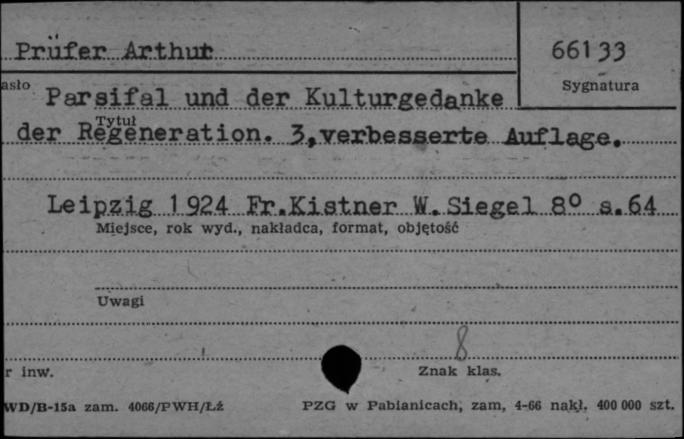 Prüfer Arthur
66133
asło
Sygnatura
Parsifal und der Kulturgedanke
Tytuł
der Regeneration. 3,verbesserte Auflage.
Leipzig 1924 Fr.Kistner W.Siegel 8° s.64
Miejsce, rok wyd., nakładca, format, objętość
Uwagi
8
r inw.
Znak klas.
WD/B-15a zam. 4066/PWH/Łż
PZG w Pabianicach, zam, 4-66 nakł. 400 000 szt.